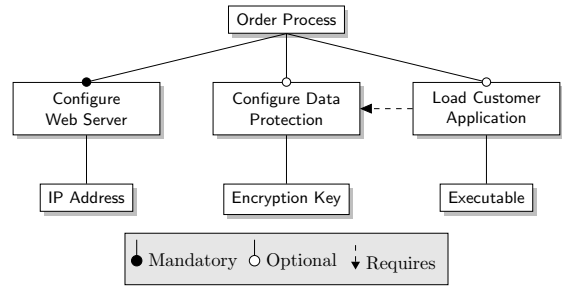 Order Process
Configure
Web Server
Configure Data
Protection
Load Customer
Application
IP Address
Encryption Key
Executable
Mandatory
Optional
Requires